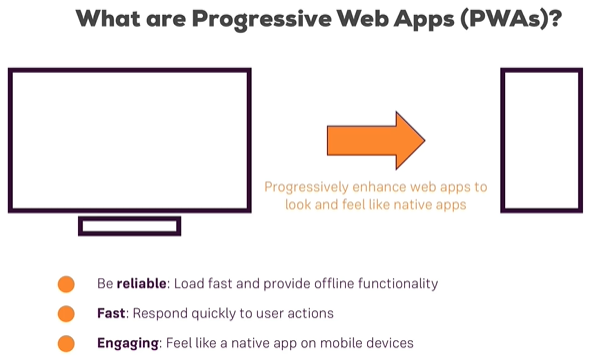 What are Progressive Web Apps (PWAs)?
Progressively enhance web apps to
look and feel like native apps
Be reliable: Load fast and provide offline functionality
Fast: Respond quickly to user actions
Engaging: Feel like a native app on mobile devices